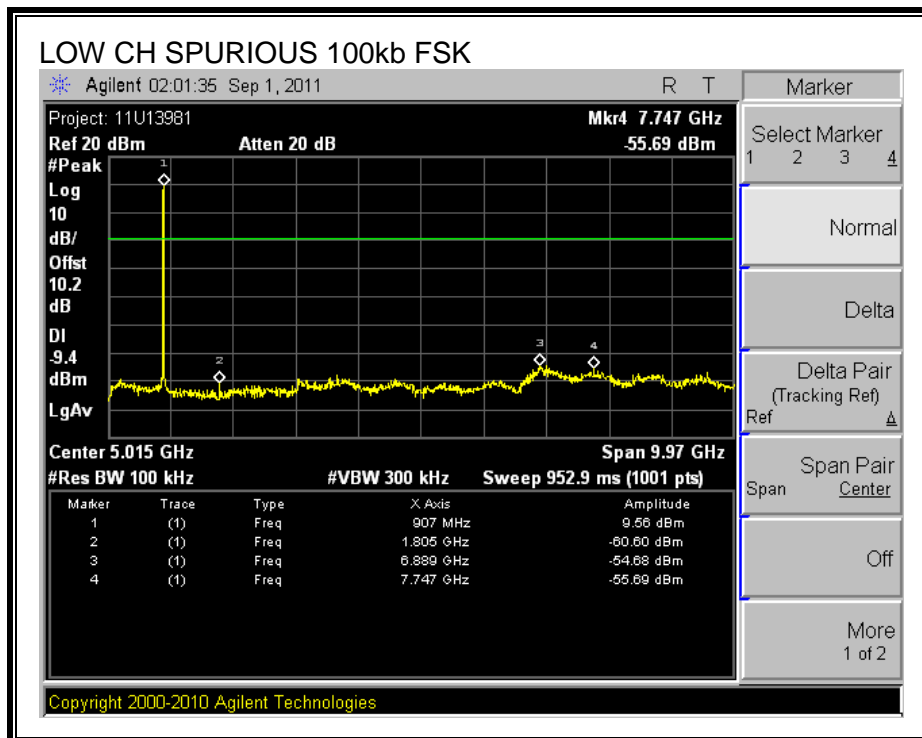 LOW CH SPURIOUS 100kb FSK
Agilent 02:01:35 Sep 1, 2011 R T
Project: 11U13981 Mkr4 7.747 GHz
Ref 20 dBm Atten 20 dB -55.69 dBm
#Peak
Log
10
dB/
Offst
10.2
dB
DI
-9.4
dBm
LgAv
1
2
3
4
Center 5.015 GHz Span 9.97 GHz
#Res BW 100 kHz #VBW 300 kHz Sweep 952.9 ms (1001 pts)
Marker Trace Type X Axis Amplitude
1 (1) Freq 907 MHz 9.56 dBm
2 (1) Freq 1.805 GHz -60.60 dBm
3 (1) Freq 6.889 GHz -54.68 dBm
4 (1) Freq 7.747 GHz -55.69 dBm
Copyright 2000-2010 Agilent Technologies
Marker
Select Marker
1 2 3 4
Normal
Delta
Delta Pair
(Tracking Ref)
Ref Δ
Span Pair
Span Center
Off
More
1 of 2